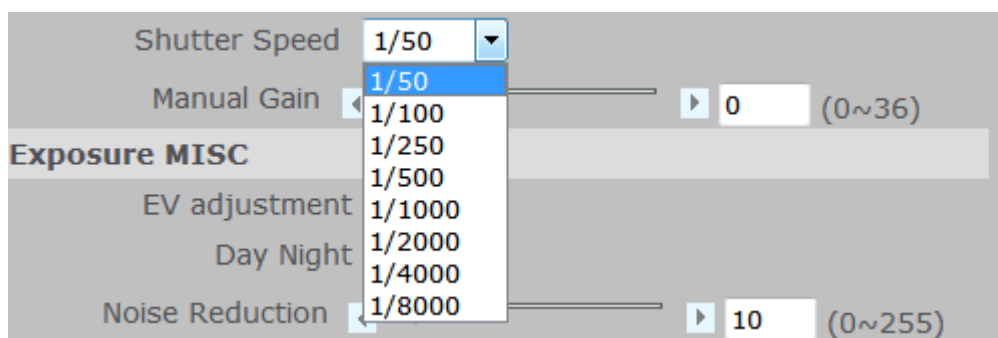 Shutter Speed 1/50
1/50
Manual Gain 0 (0~36)
1/100
Exposure MISC 1/250
1/500
EV adjustment 1/1000
Day Night 1/2000
1/4000
Noise Reduction 1/8000 10 (0~255)